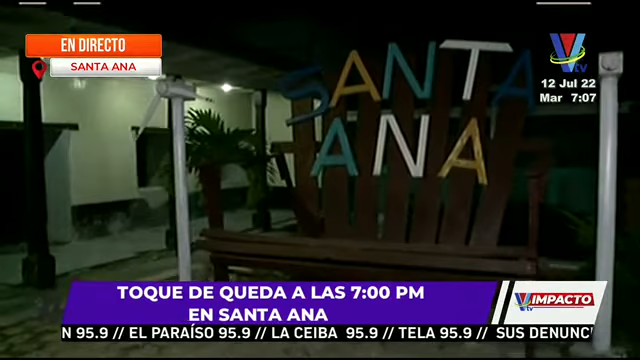 EN DIRECTO
SANTA ANA
SANTA
ANA
Vtv
12 Jul 22
Mar 7:07
TOQUE DE QUEDA A LAS 7:00 PM
EN SANTA ANA
IMPACTO
N 95.9 // EL PARAÍSO 95.9 // LA CEIBA 95.9 // TELA 95.9 // SUS DENUNC